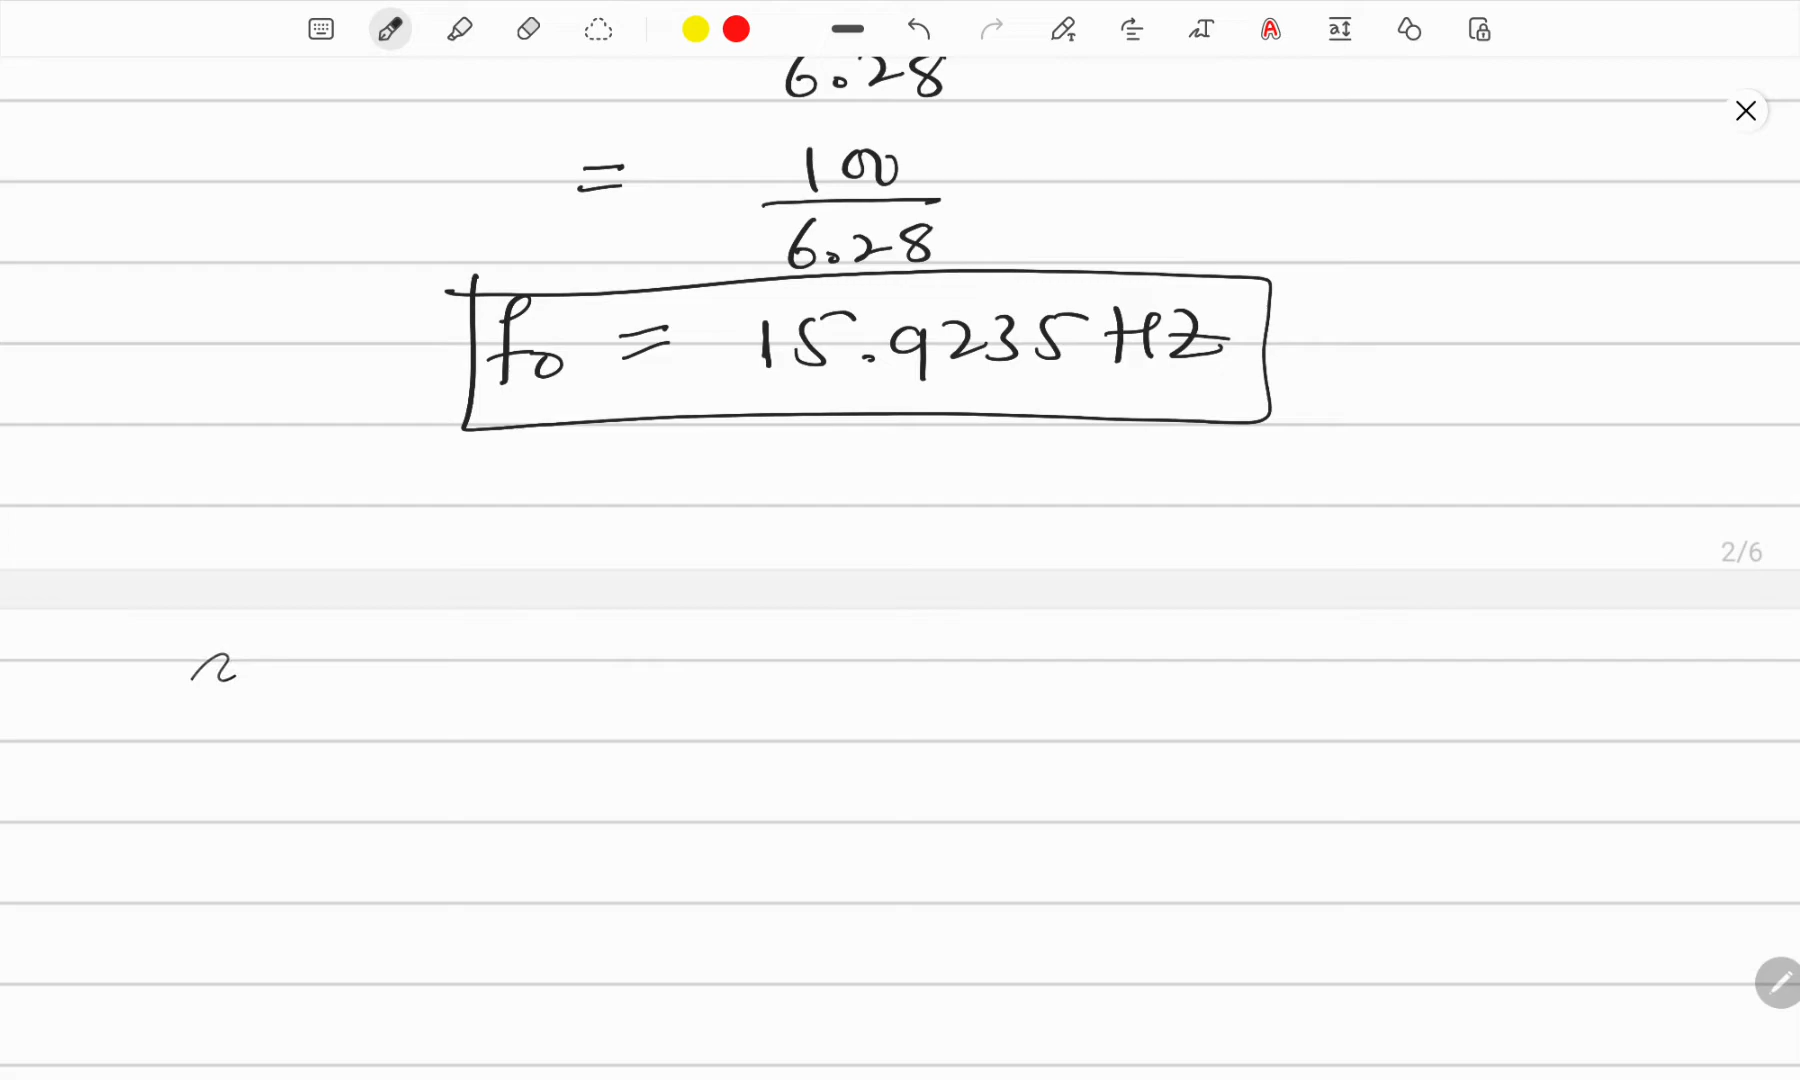 6.28
= 100
6.28
f0 = 15.9235 HZ
2/6